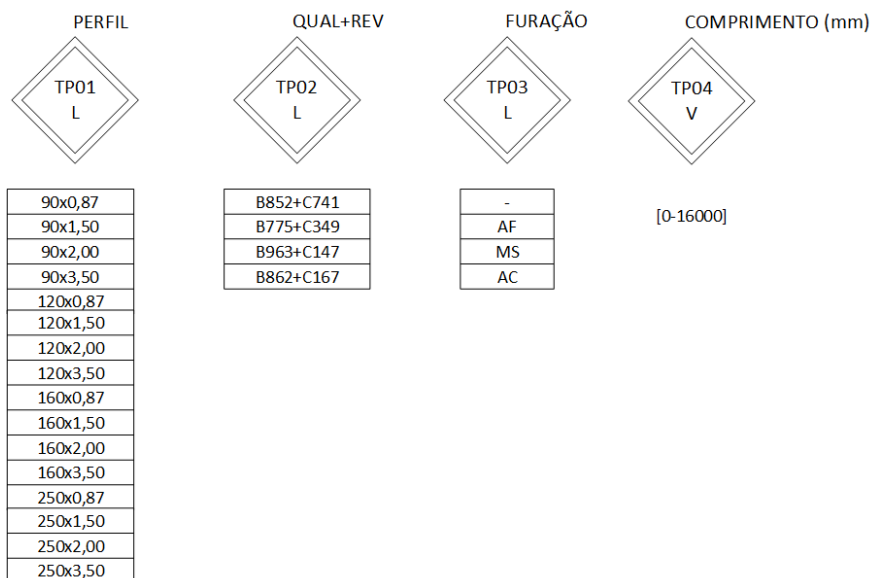 PERFIL QUAL+REV FURAÇÃO COMPRIMENTO (mm)
TP01 TP02 TP03 TP04
L L L V
90x0,87 B852+C741 -
90x1,50 B775+C349 AF [0-16000]
90x2,00 B963+C147 MS
90x3,50 B862+C167 AC
120x0,87
120x1,50
120x2,00
120x3,50
160x0,87
160x1,50
160x2,00
160x3,50
250x0,87
250x1,50
250x2,00
250x3,50